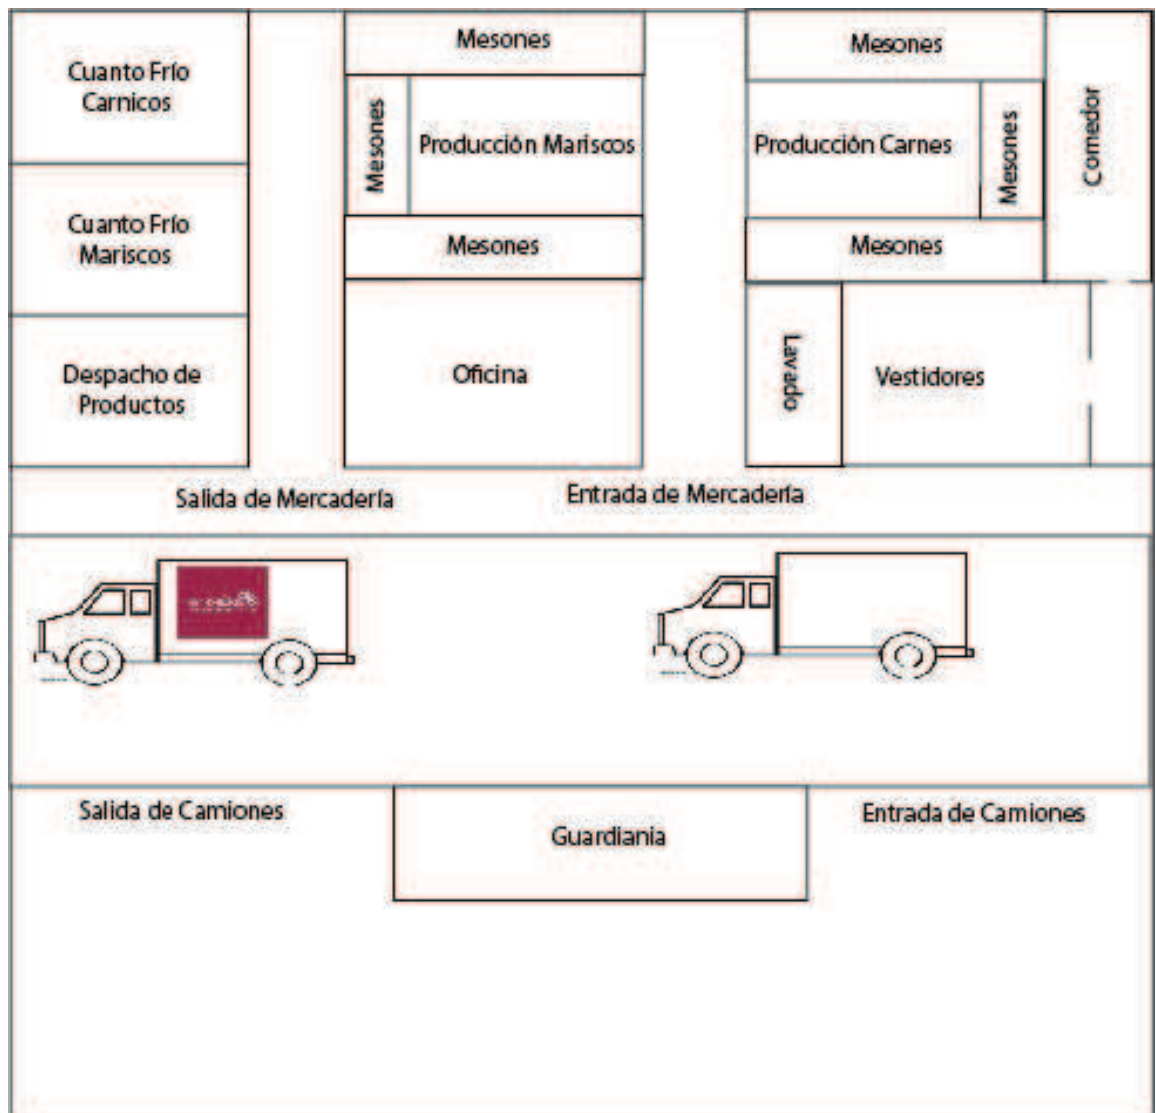 Cuanto Frío
Carnicos
Cuanto Frío
Mariscos
Despacho de
Productos
Mesones
Mesones
Producción Mariscos
Mesones
Oficina
Mesones
Producción Carnes
Mesones
Mesones
Comedor
Lavado
Vestidores
Salida de Mercadería
Entrada de Mercadería
Salida de Camiones
Guardiania
Entrada de Camiones